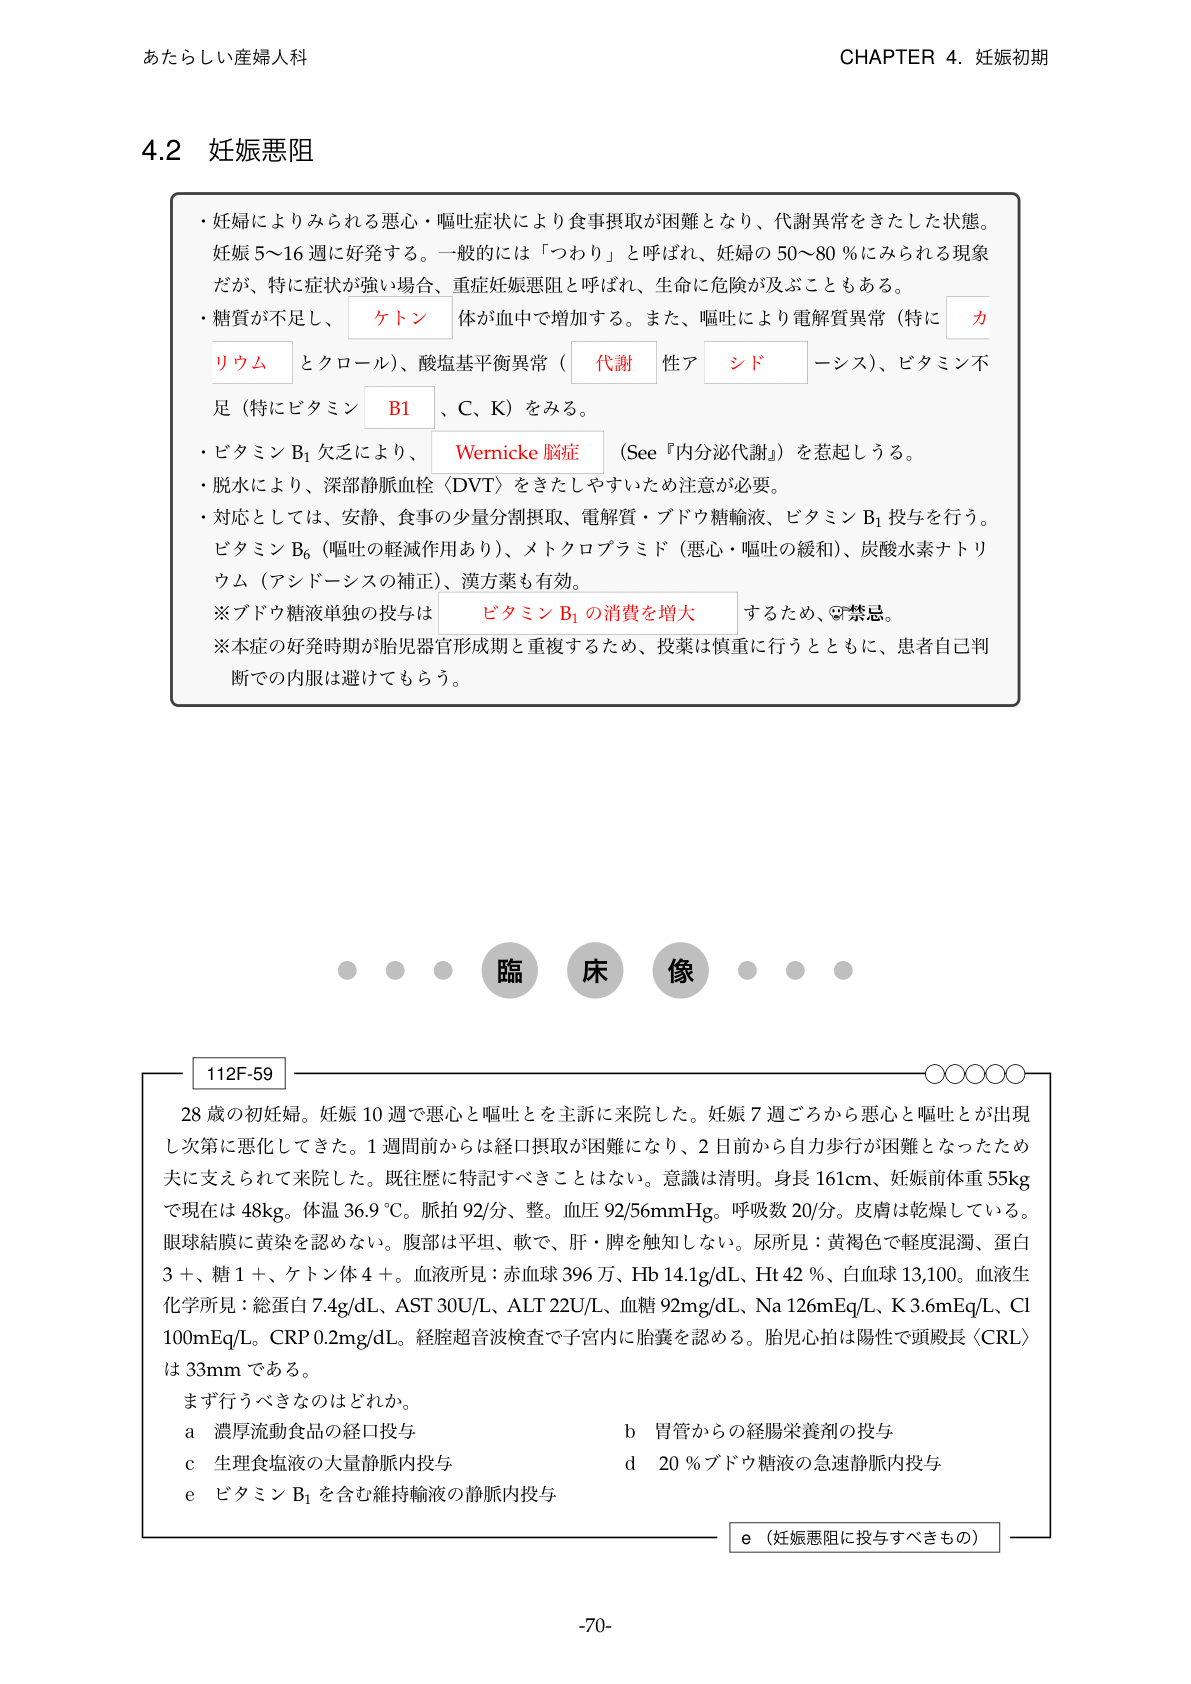 あたらしい産婦人科
CHAPTER 4. 妊娠初期
4.2 妊娠悪阻
・妊婦によりみられる悪心・嘔吐症状により食事摂取が困難となり、代謝異常をきたした状態。
妊娠 5〜16 週に好発する。一般的には「つわり」と呼ばれ、妊婦の 50〜80 %にみられる現象
だが、特に症状が強い場合、重症妊娠悪阻と呼ばれ、生命に危険が及ぶこともある。
・糖質が不足し、 ケトン 体が血中で増加する。また、嘔吐により電解質異常（特に カ
リウム とクロール）、酸塩基平衡異常（ 代謝 性ア シド ーシス）、ビタミン不
足（特にビタミン B1 、C、K）をみる。
・ビタミン B₁ 欠乏により、 Wernicke 脳症 （See『内分泌代謝』）を惹起しうる。
・脱水により、深部静脈血栓〈DVT〉をきたしやすいため注意が必要。
・対応としては、安静、食事の少量分割摂取、電解質・ブドウ糖輸液、ビタミン B₁ 投与を行う。
ビタミン B₆（嘔吐の軽減作用あり）、メトクロプラミド（悪心・嘔吐の緩和）、炭酸水素ナトリ
ウム（アシドーシスの補正）、漢方薬も有効。
※ブドウ糖液単独の投与は ビタミン B₁ の消費を増大 するため、禁忌。
※本症の好発時期が胎児器官形成期と重複するため、投薬は慎重に行うとともに、患者自己判
断での内服は避けてもらう。
臨 床 像
112F-59
28 歳の初妊婦。妊娠 10 週で悪心と嘔吐とを主訴に来院した。妊娠 7 週ごろから悪心と嘔吐とが出現
し次第に悪化してきた。1 週間前からは経口摂取が困難になり、2 日前から自力歩行が困難となったため
夫に支えられて来院した。既往歴に特記すべきことはない。意識は清明。身長 161cm、妊娠前体重 55kg
で現在は 48kg。体温 36.9 ℃。脈拍 92/分、整。血圧 92/56mmHg。呼吸数 20/分。皮膚は乾燥している。
眼球結膜に黄染を認めない。腹部は平坦、軟で、肝・脾を触知しない。尿所見：黄褐色で軽度混濁、蛋白
3 +、糖 1 +、ケトン体 4 +。血液所見：赤血球 396 万、Hb 14.1g/dL、Ht 42 %、白血球 13,100。血液生
化学所見：総蛋白 7.4g/dL、AST 30U/L、ALT 22U/L、血糖 92mg/dL、Na 126mEq/L、K 3.6mEq/L、Cl
100mEq/L。CRP 0.2mg/dL。経腟超音波検査で子宮内に胎嚢を認める。胎児心拍は陽性で頭殿長〈CRL〉
は 33mm である。
まず行うべきなのはどれか。
a 濃厚流動食品の経口投与
b 胃管からの経腸栄養剤の投与
c 生理食塩液の大量静脈内投与
d 20 %ブドウ糖液の急速静脈内投与
e ビタミン B₁ を含む維持輸液の静脈内投与
e （妊娠悪阻に投与すべきもの）
-70-